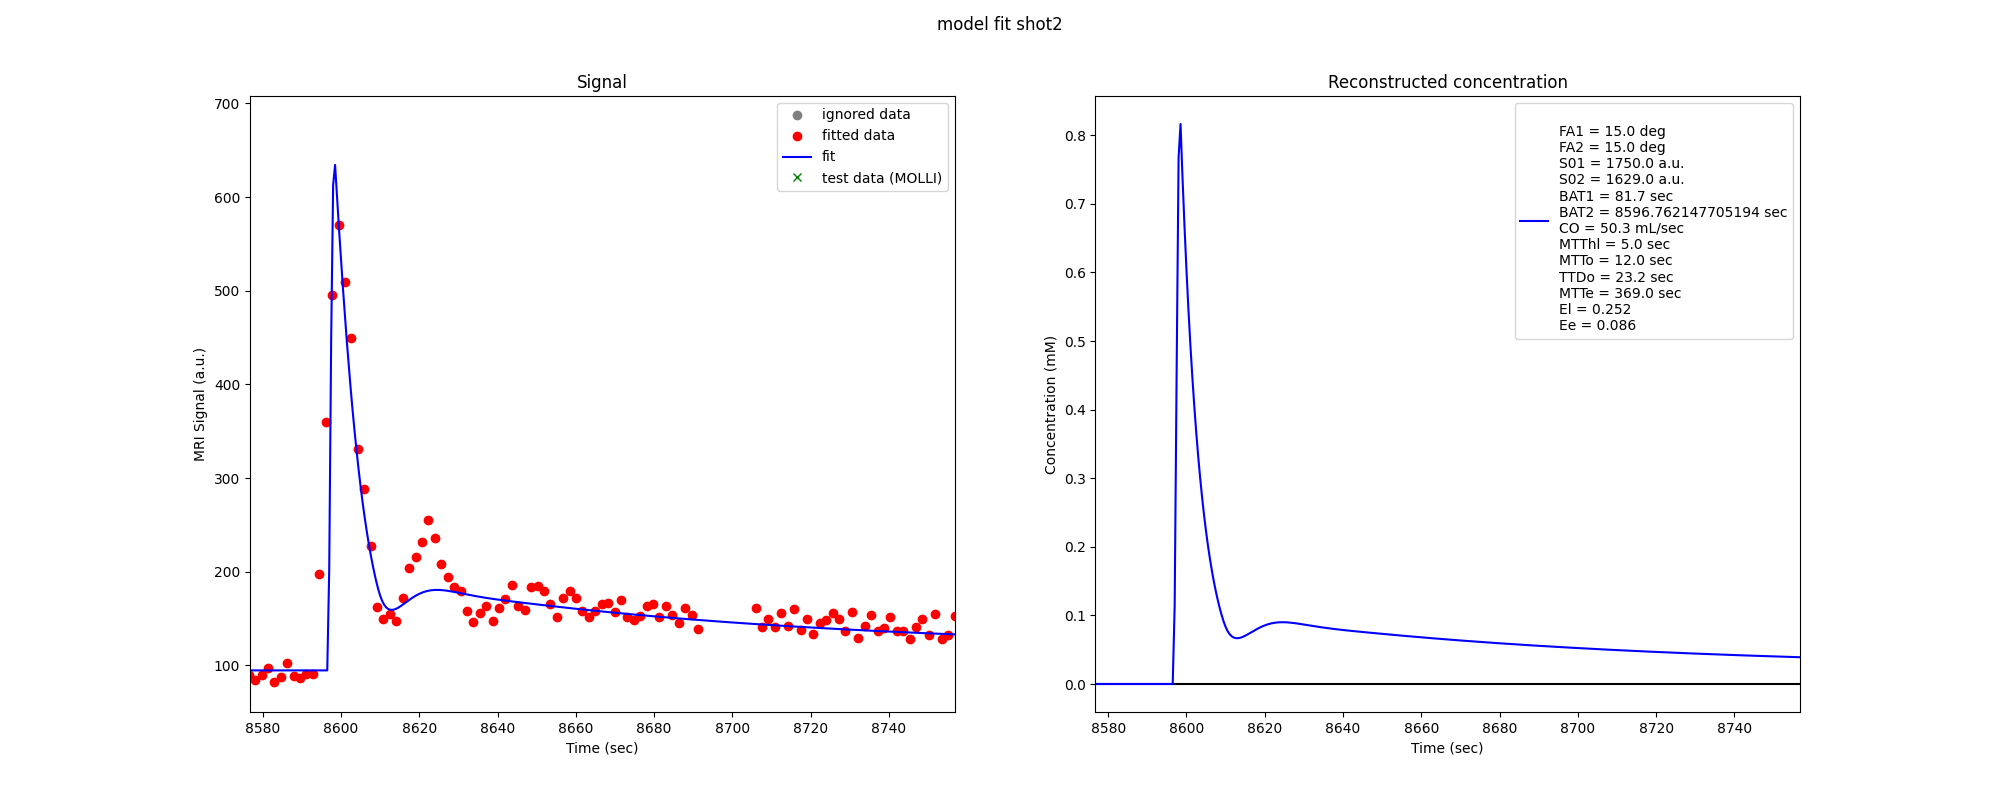 model fit shot2
Signal
700
600
500
400
300
200
100
MRI Signal (a.u.)
8580 8600 8620 8640 8660 8680 8700 8720 8740
Time (sec)
ignored data
fitted data
fit
test data (MOLLI)
Reconstructed concentration
0.8
0.7
0.6
0.5
0.4
0.3
0.2
0.1
0.0
Concentration (mM)
8580 8600 8620 8640 8660 8680 8700 8720 8740
Time (sec)
FA1 = 15.0 deg
FA2 = 15.0 deg
S01 = 1750.0 a.u.
S02 = 1629.0 a.u.
BAT1 = 81.7 sec
BAT2 = 8596.762147705194 sec
CO = 50.3 mL/sec
MTThl = 5.0 sec
MTTo = 12.0 sec
TTDo = 23.2 sec
MTTe = 369.0 sec
El = 0.252
Ee = 0.086